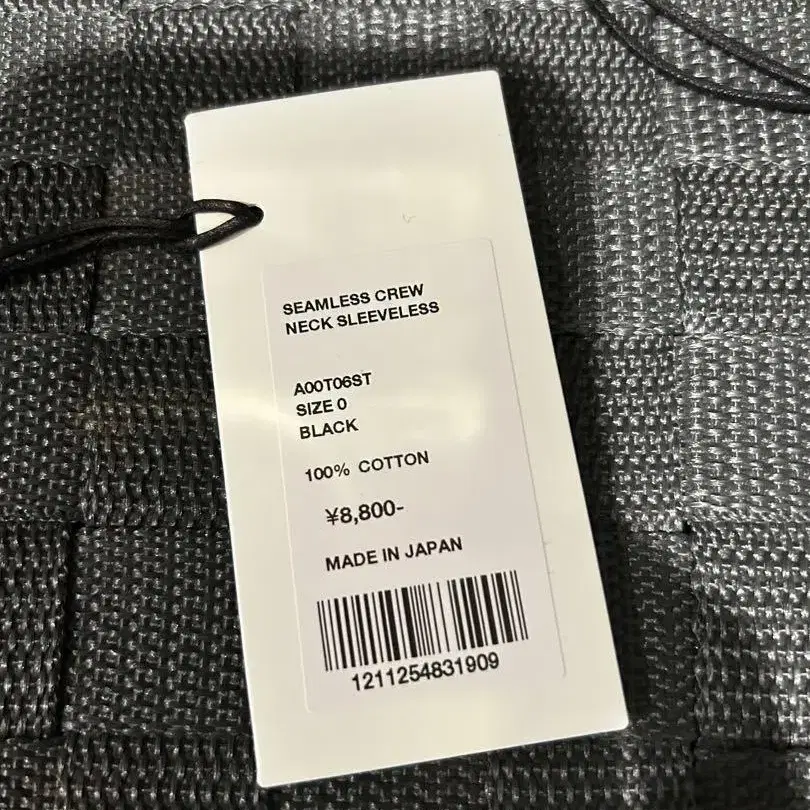 SEAMLESS CREW
NECK SLEEVELESS
A00T06ST
SIZE 0
BLACK
100% COTTON
¥8,800-
MADE IN JAPAN
1211254831909